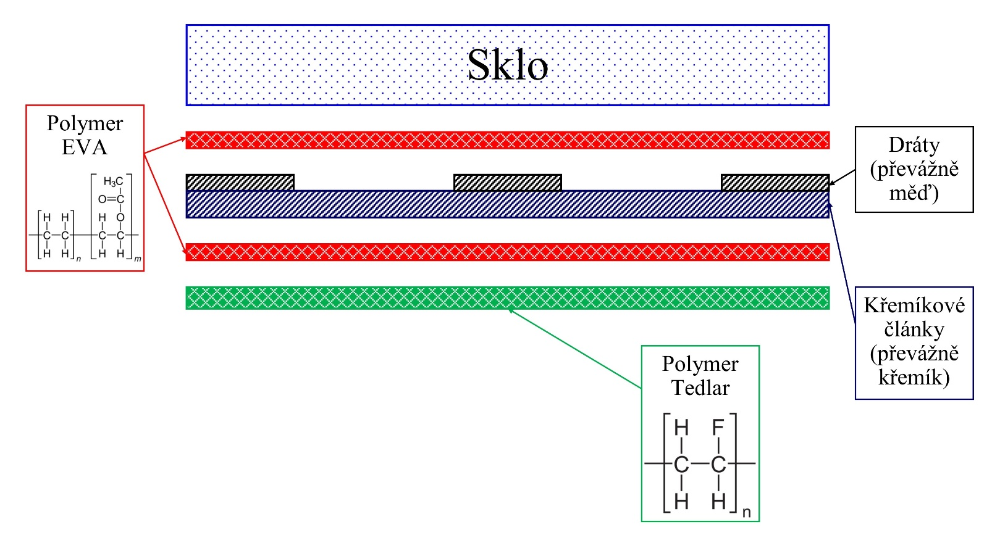 Sklo
Polymer
EVA
H₃C
O=C
H H H O
C-C C-C
H H n H H m
Dráty
(převážně
měď)
Křemíkové
články
(převážně
křemík)
Polymer
Tedlar
H F
C-C
H H n